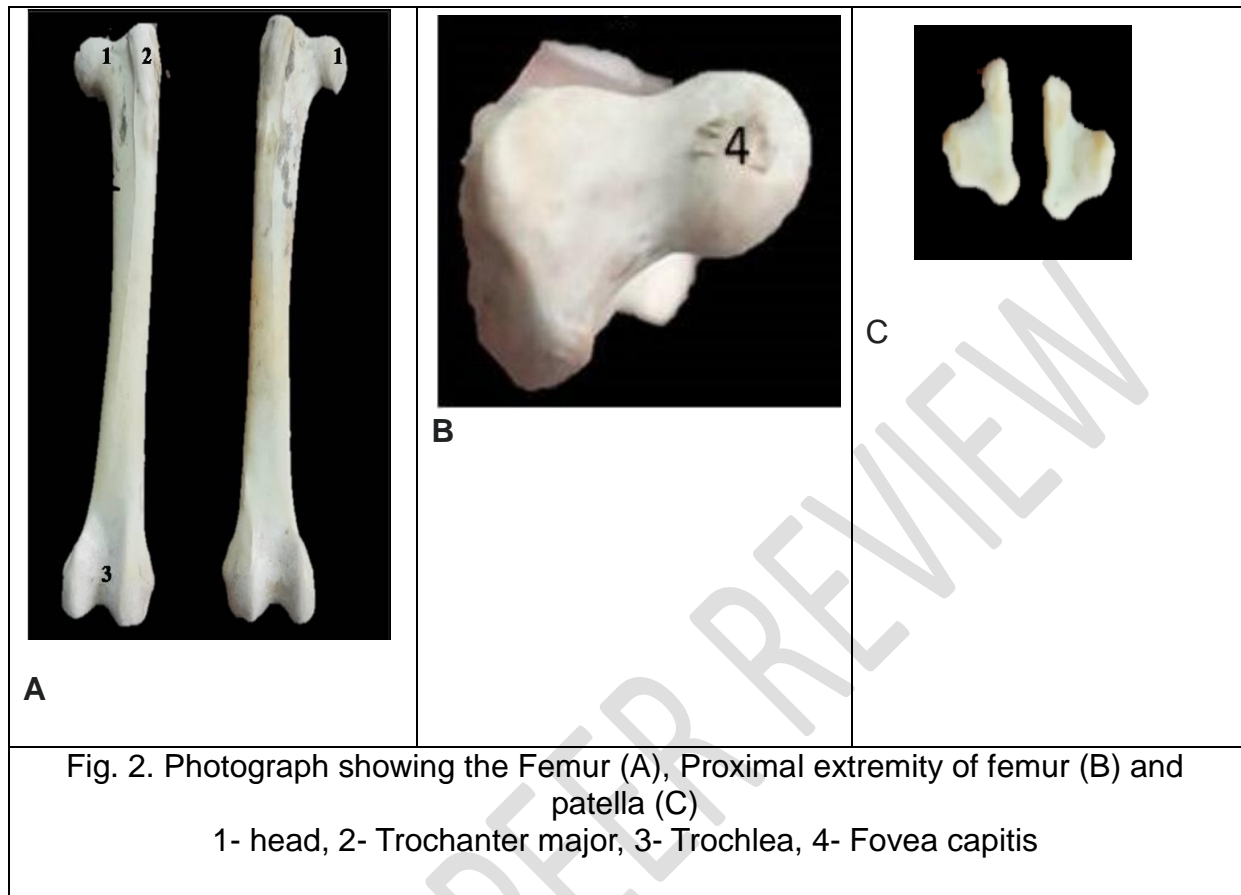 1
2
1
3
A
4
B
C
PEER REVIEW
Fig. 2. Photograph showing the Femur (A), Proximal extremity of femur (B) and
patella (C)
1- head, 2- Trochanter major, 3- Trochlea, 4- Fovea capitis